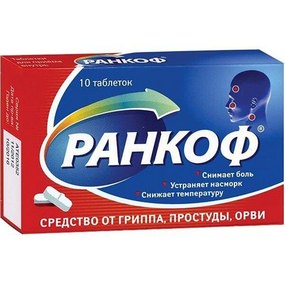 10 таблеток
РАНКОФ®
Снимает боль
Устраняет насморк
Снижает температуру
СРЕДСТВО ОТ ГРИППА, ПРОСТУДЫ, ОРВИ